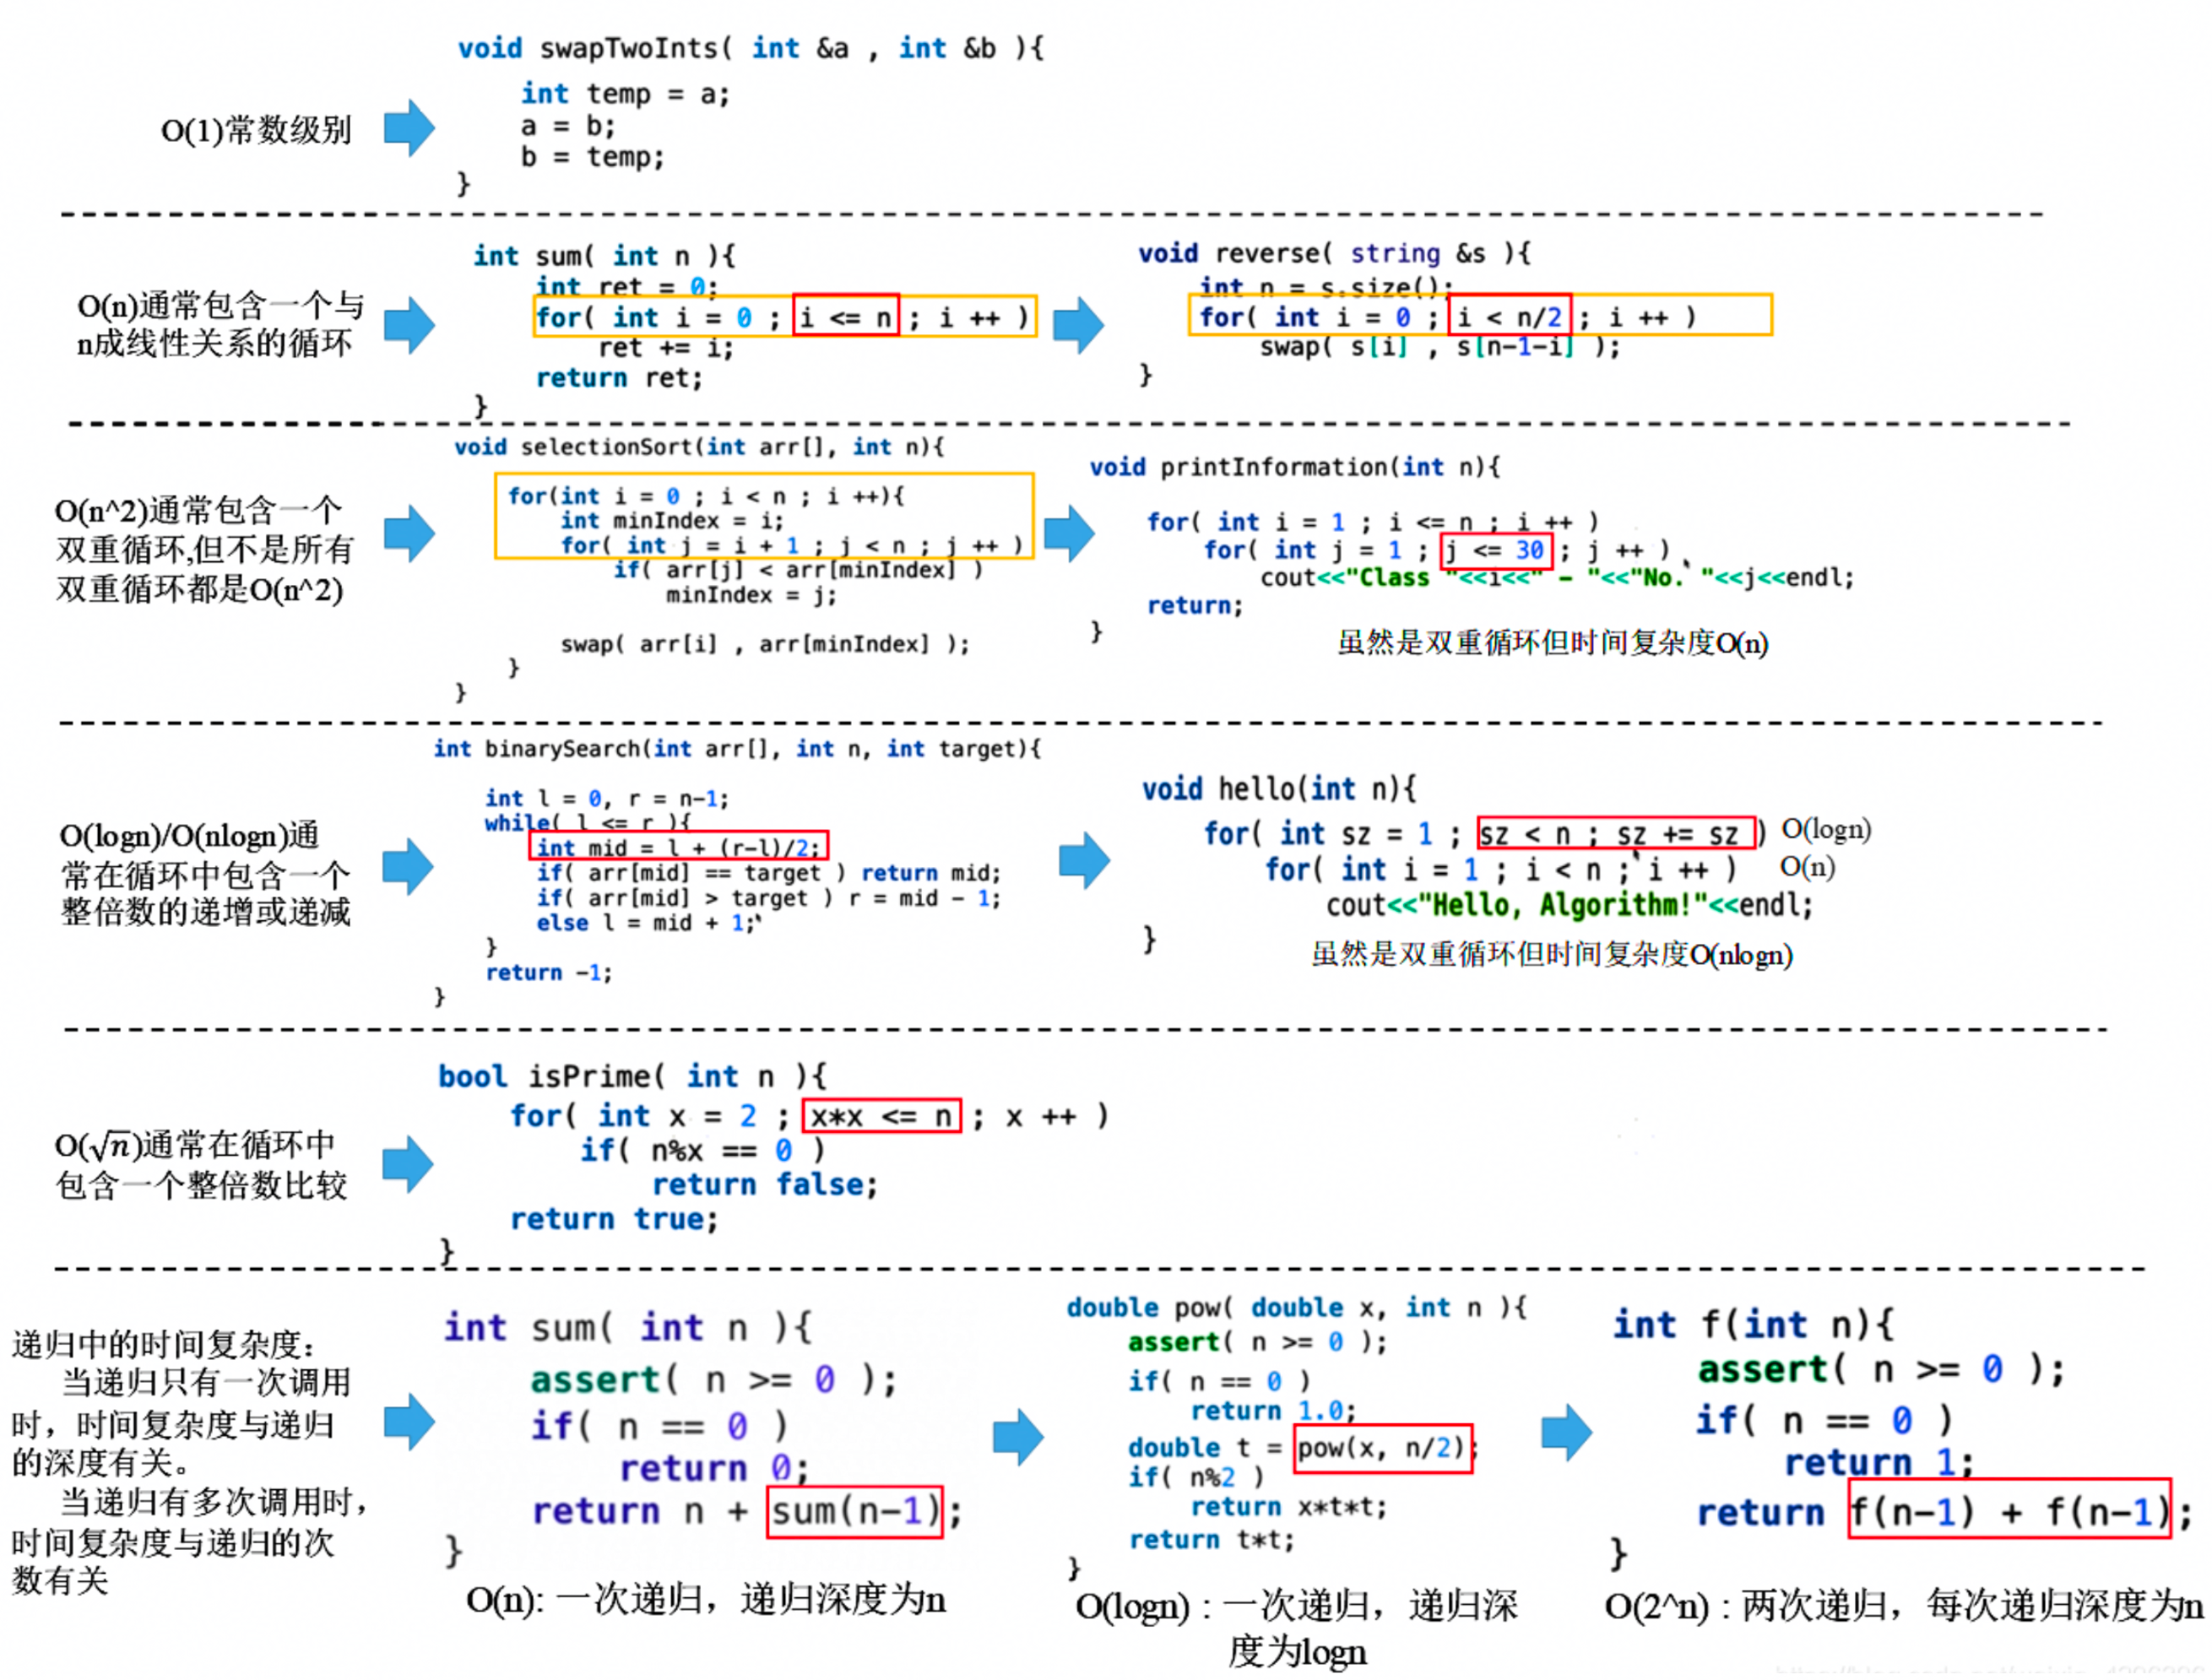 void swapTwoInts( int &a , int &b ){
int temp = a;
a = b;
b = temp;
}
O(1)常数级别
O(n)通常包含一个与
n成线性关系的循环
int sum( int n ){
int ret = 0;
for( int i = 0 ; i <= n ; i ++ )
ret += i;
return ret;
}
void reverse( string &s ){
int n = s.size();
for( int i = 0 ; i < n/2 ; i ++ )
swap( s[i] , s[n-1-i] );
}
O(n^2)通常包含一个
双重循环,但不是所有
双重循环都是O(n^2)
void selectionSort(int arr[], int n){
for(int i = 0 ; i < n ; i ++){
int minIndex = i;
for( int j = i + 1 ; j < n ; j ++ )
if( arr[j] < arr[minIndex] )
minIndex = j;
swap( arr[i] , arr[minIndex] );
}
}
void printInformation(int n){
for( int i = 1 ; i <= n ; i ++ )
for( int j = 1 ; j <= 30 ; j ++ )
cout<<"Class "<<i<<" - "<<"No. "<<j<<endl;
return;
}
虽然是双重循环但时间复杂度O(n)
O(logn)/O(nlogn)通
常在循环中包含一个
整倍数的递增或递减
int binarySearch(int arr[], int n, int target){
int l = 0, r = n-1;
while( l <= r ){
int mid = l + (r-l)/2;
if( arr[mid] == target ) return mid;
if( arr[mid] > target ) r = mid - 1;
else l = mid + 1;
}
return -1;
}
void hello(int n){
for( int sz = 1 ; sz < n ; sz += sz ) O(logn)
for( int i = 1 ; i < n ; i ++ ) O(n)
cout<<"Hello, Algorithm!"<<endl;
}
虽然是双重循环但时间复杂度O(nlogn)
O(√n)通常在循环中
包含一个整倍数比较
bool isPrime( int n ){
for( int x = 2 ; x*x <= n ; x ++ )
if( n%x == 0 )
return false;
return true;
}
递归中的时间复杂度：
当递归只有一次调用
时，时间复杂度与递归
的深度有关。
当递归有多次调用时，
时间复杂度与递归的次
数有关
int sum( int n ){
assert( n >= 0 );
if( n == 0 )
return 0;
return n + sum(n-1);
}
O(n): 一次递归，递归深度为n
double pow( double x, int n ){
assert( n >= 0 );
if( n == 0 )
return 1.0;
double t = pow(x, n/2);
if( n%2 )
return x*t*t;
return t*t;
}
O(logn) : 一次递归，递归深
度为logn
int f(int n){
assert( n >= 0 );
if( n == 0 )
return 1;
return f(n-1) + f(n-1);
}
O(2^n) : 两次递归，每次递归深度为n